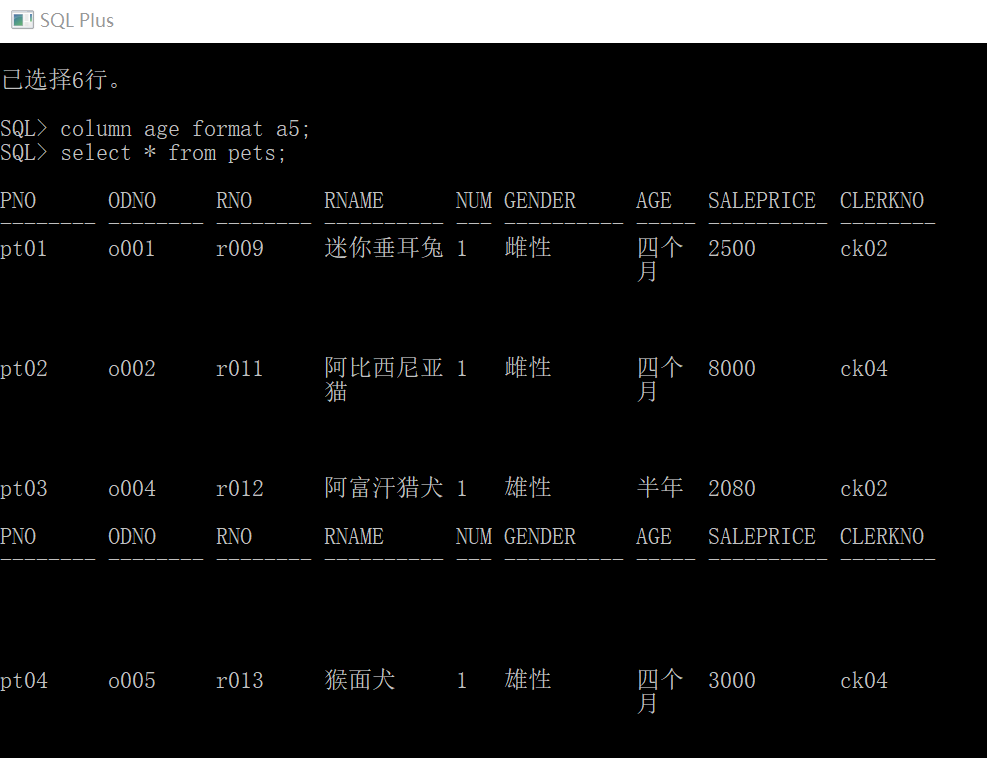 SQL Plus
已选择6行。
SQL> column age format a5;
SQL> select * from pets;
PNO ODNO RNO RNAME NUM GENDER AGE SALEPRICE CLERKNO
-------- -------- -------- ---------- --- ---------- ----- ---------- --------
pt01 o001 r009 迷你垂耳兔 1 雌性 四个 2500 ck02
月
pt02 o002 r011 阿比西尼亚 1 雌性 四个 8000 ck04
猫 月
pt03 o004 r012 阿富汗猎犬 1 雄性 半年 2080 ck02
PNO ODNO RNO RNAME NUM GENDER AGE SALEPRICE CLERKNO
-------- -------- -------- ---------- --- ---------- ----- ---------- --------
pt04 o005 r013 猴面犬 1 雄性 四个 3000 ck04
月